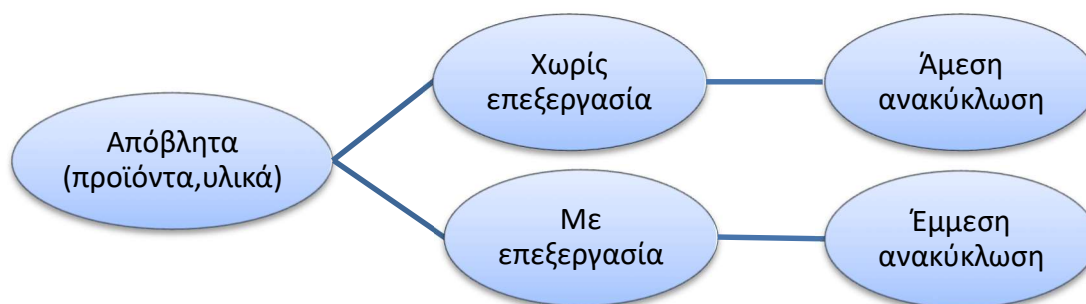 Απόβλητα
(προϊόντα,υλικά)
Χωρίς
επεξεργασία
Άμεση
ανακύκλωση
Με
επεξεργασία
Έμμεση
ανακύκλωση